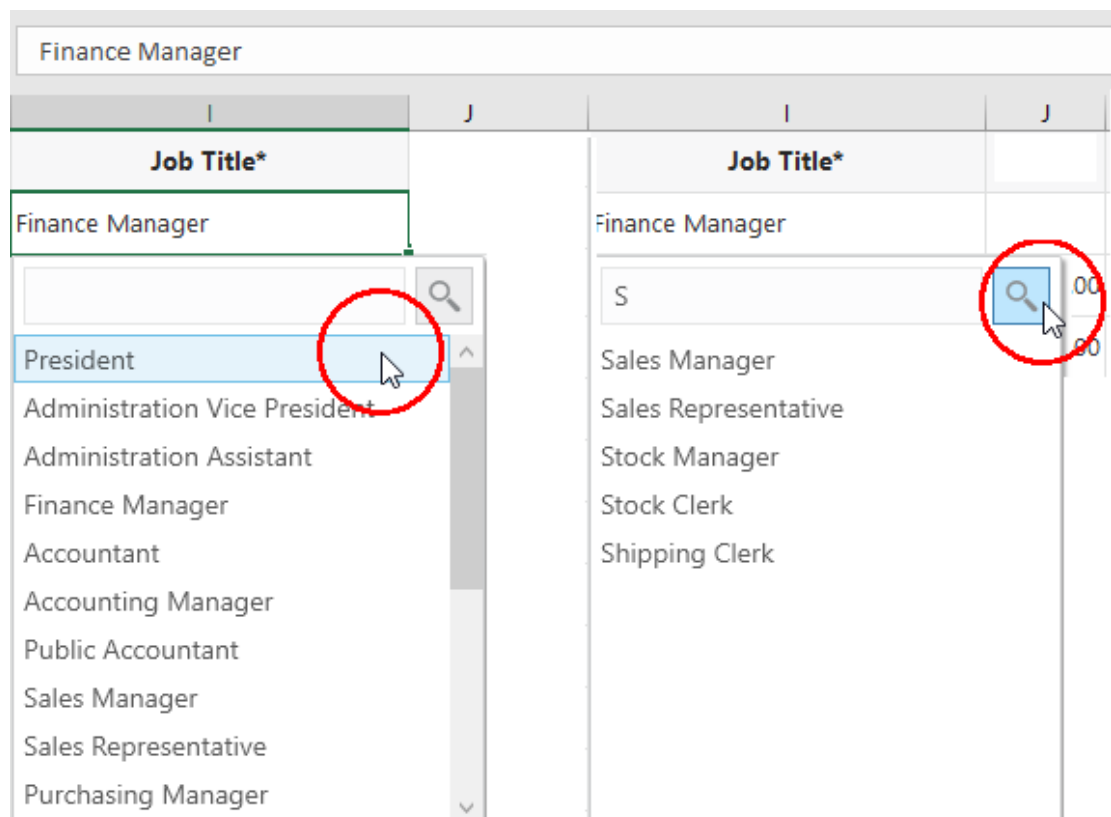 Finance Manager
I
J
I
J
Job Title*
Job Title*
Finance Manager
Finance Manager
President
Administration Vice President
Administration Assistant
Finance Manager
Accountant
Accounting Manager
Public Accountant
Sales Manager
Sales Representative
Purchasing Manager
S
.00
Sales Manager
Sales Representative
Stock Manager
Stock Clerk
Shipping Clerk